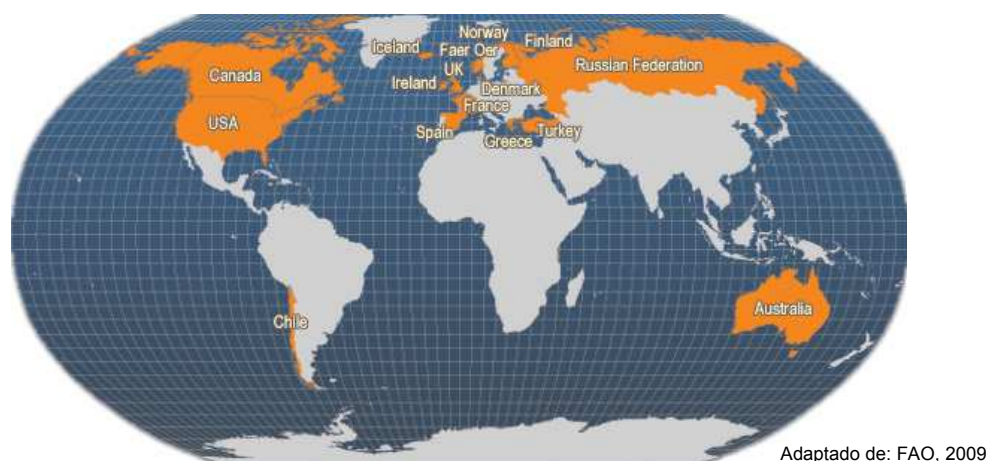 Norway
Iceland
Faer Oer
Finland
UK
Russian Federation
Canada
Ireland
Denmark
France
USA
Spain
Turkey
Greece
Australia
Chile
Adaptado de: FAO, 2009